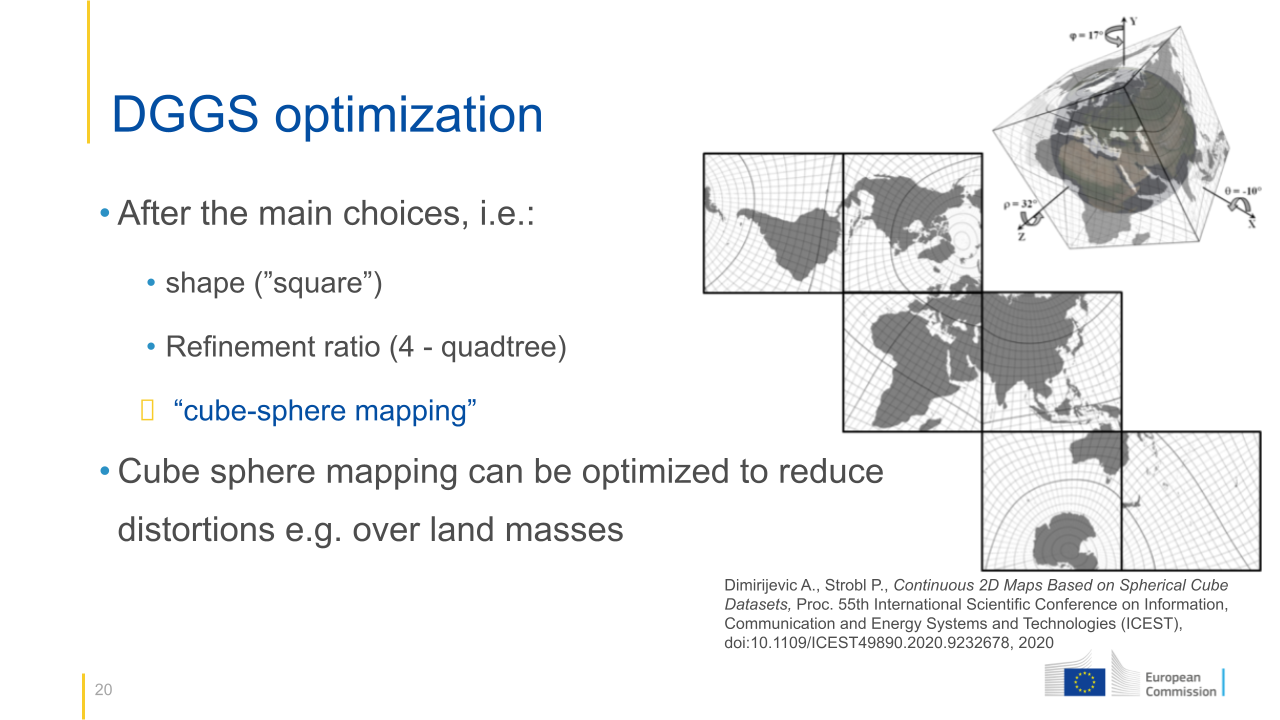 DGGS optimization
• After the main choices, i.e.:
• shape (”square”)
• Refinement ratio (4 - quadtree)
“cube-sphere mapping”
• Cube sphere mapping can be optimized to reduce
distortions e.g. over land masses
φ = 17°
Y
ρ = 32°
Z
θ = -10°
X
Dimirijevic A., Strobl P., Continuous 2D Maps Based on Spherical Cube
Datasets, Proc. 55th International Scientific Conference on Information,
Communication and Energy Systems and Technologies (ICEST),
doi:10.1109/ICEST49890.2020.9232678, 2020
20
European
Commission